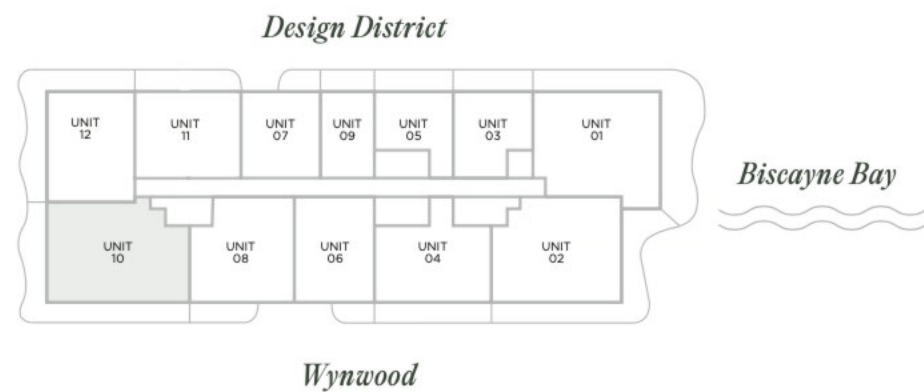 Design District
UNIT
12
UNIT
11
UNIT
07
UNIT
09
UNIT
05
UNIT
03
UNIT
01
Biscayne Bay
UNIT
10
UNIT
08
UNIT
06
UNIT
04
UNIT
02
Wynwood